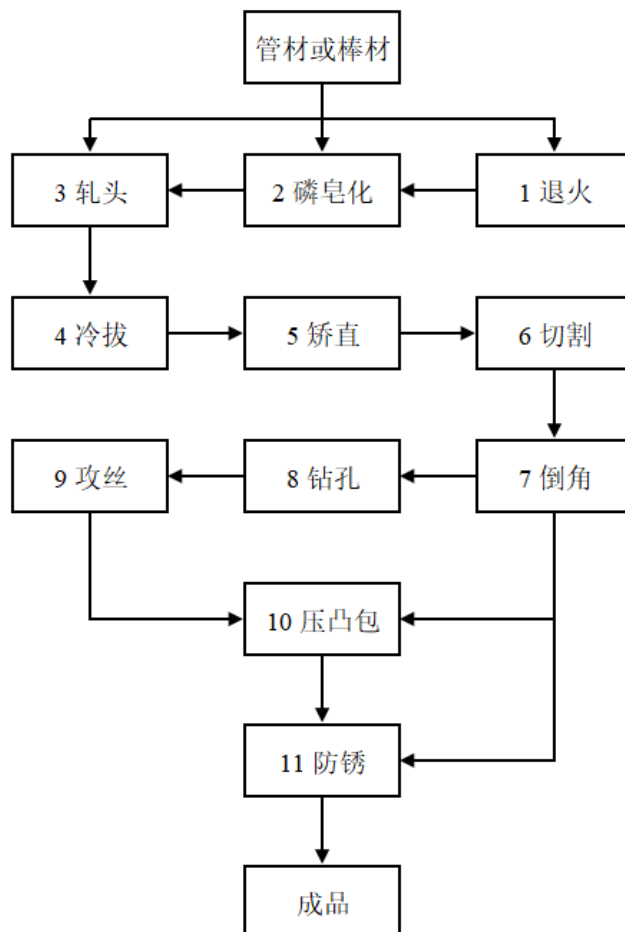 管材或棒材
3 轧头
2 磷皂化
1 退火
4 冷拔
5 矫直
6 切割
9 攻丝
8 钻孔
7 倒角
10 压凸包
11 防锈
成品